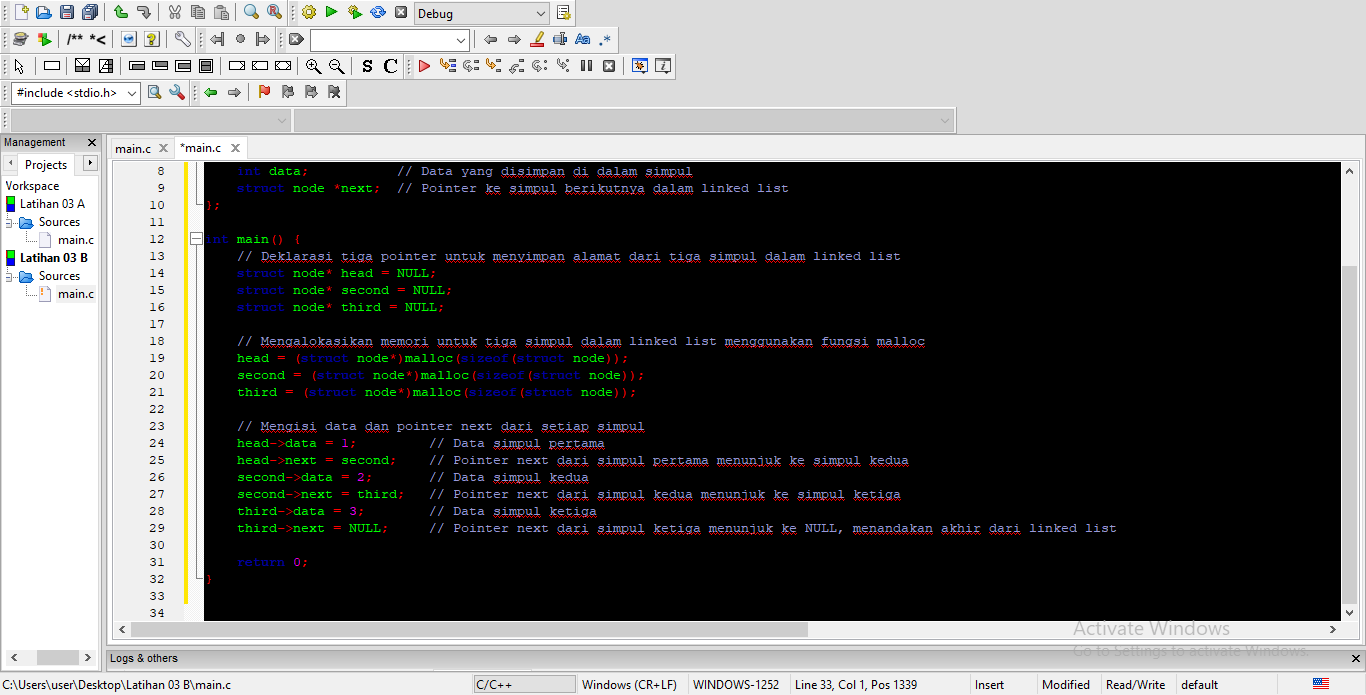 Debug
/** *<
S C
Aa .*
#include <stdio.h>
Management
Projects
Workspace
Latihan 03 A
Sources
main.c
Latihan 03 B
Sources
main.c
main.c
*main.c
8 int data; // Data yang disimpan di dalam simpul
9 struct node *next; // Pointer ke simpul berikutnya dalam linked list
10 };
11
12 int main() {
13 // Deklarasi tiga pointer untuk menyimpan alamat dari tiga simpul dalam linked list
14 struct node* head = NULL;
15 struct node* second = NULL;
16 struct node* third = NULL;
17
18 // Mengalokasikan memori untuk tiga simpul dalam linked list menggunakan fungsi malloc
19 head = (struct node*)malloc(sizeof(struct node));
20 second = (struct node*)malloc(sizeof(struct node));
21 third = (struct node*)malloc(sizeof(struct node));
22
23 // Mengisi data dan pointer next dari setiap simpul
24 head->data = 1; // Data simpul pertama
25 head->next = second; // Pointer next dari simpul pertama menunjuk ke simpul kedua
26 second->data = 2; // Data simpul kedua
27 second->next = third; // Pointer next dari simpul kedua menunjuk ke simpul ketiga
28 third->data = 3; // Data simpul ketiga
29 third->next = NULL; // Pointer next dari simpul ketiga menunjuk ke NULL, menandakan akhir dari linked list
30
31 return 0;
32 }
33
34
Activate Windows
Go to Settings to activate Windows.
Logs & others
C:\Users\user\Desktop\Latihan 03 B\main.c C/C++ Windows (CR+LF) WINDOWS-1252 Line 33, Col 1, Pos 1339 Insert Modified Read/Write default